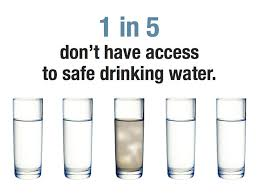 1 in 5
don't have access
to safe drinking water.